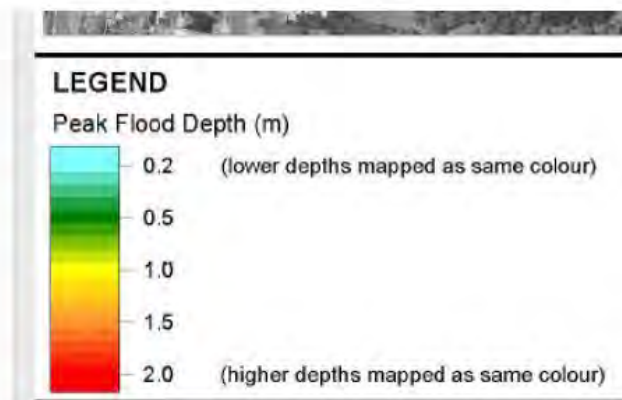 LEGEND
Peak Flood Depth (m)
0.2 (lower depths mapped as same colour)
0.5
1.0
1.5
2.0 (higher depths mapped as same colour)